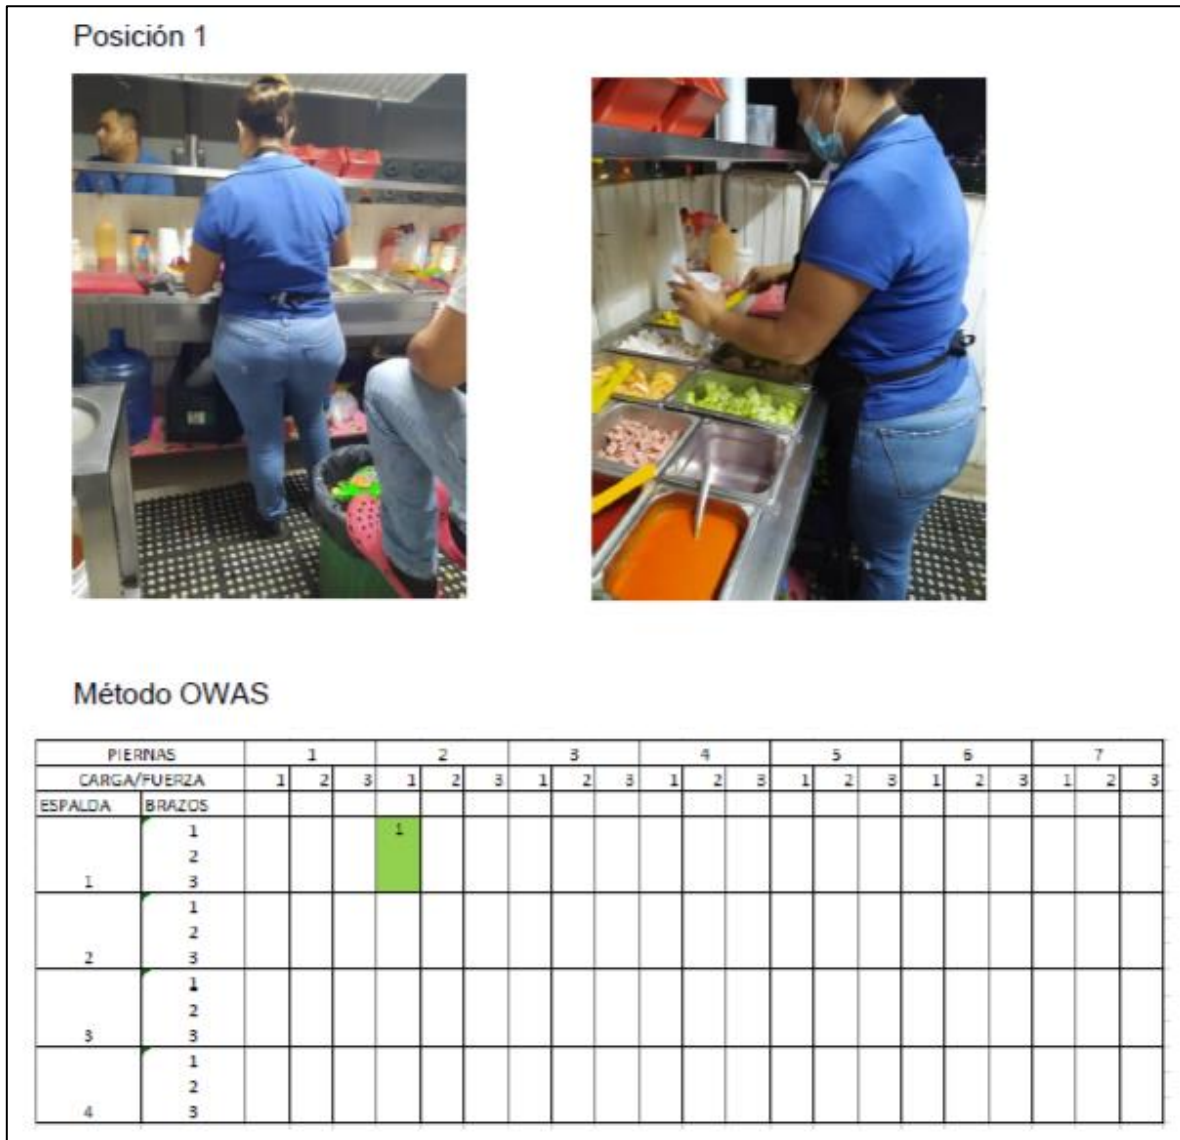 Posición 1
Método OWAS
PIERNAS 1 2 3 4 5 6 7
CARGA/FUERZA 1 2 3 1 2 3 1 2 3 1 2 3 1 2 3 1 2 3 1 2 3
ESPALDA BRAZOS
1 1
2
1 3
1
2
2 3
1
2
3 3
1
2
4 3